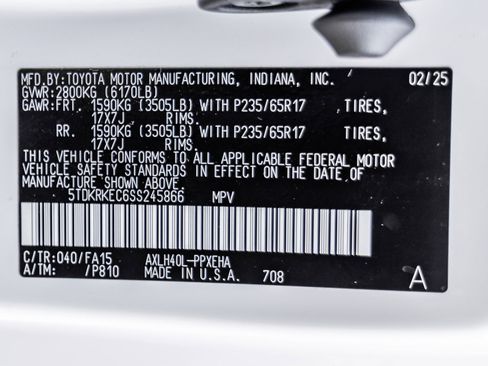 MFD.BY:TOYOTA MOTOR MANUFACTURING, INDIANA, INC. 02/25
GVWR:2800KG (6170LB)
GAWR:FRT. 1590KG (3505LB) WITH P235/65R17 TIRES,
17X7J RIMS.
RR. 1590KG (3505LB) WITH P235/65R17 TIRES,
17X7J RIMS.
THIS VEHICLE CONFORMS TO ALL APPLICABLE FEDERAL MOTOR
VEHICLE SAFETY STANDARDS IN EFFECT ON THE DATE OF
MANUFACTURE SHOWN ABOVE.
5TDKRKEC6SS245866 MPV
C/TR:040/FA15 AXLH40L-PPXEHA
A/TM: /P810 MADE IN U.S.A. 708 A